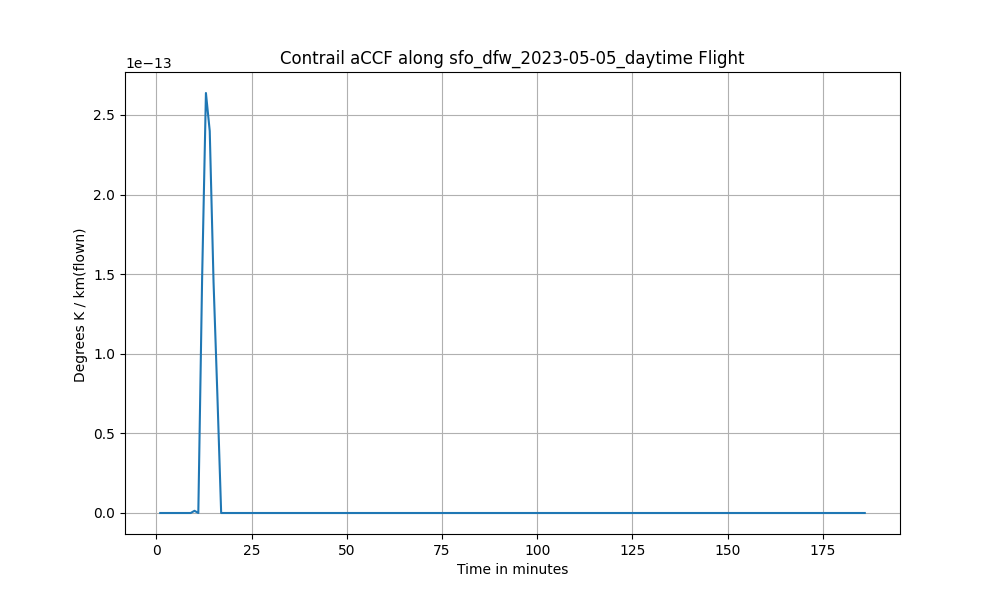 Contrail aCCF along sfo_dfw_2023-05-05_daytime Flight
1e−13
2.5
2.0
1.5
1.0
0.5
0.0
Degrees K / km(flown)
0 25 50 75 100 125 150 175
Time in minutes